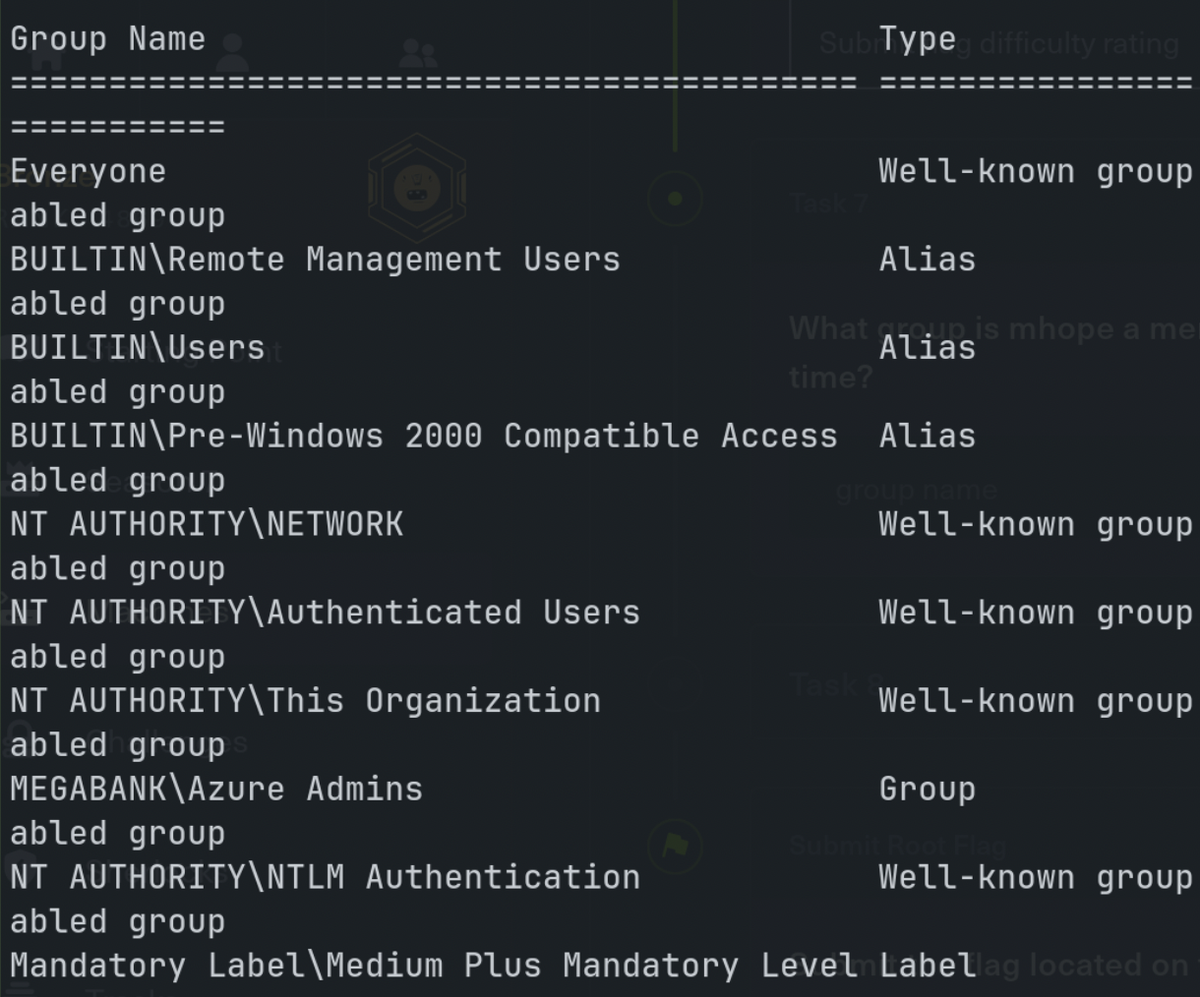 Group Name Type
=========================================== ================
===========
Everyone Well-known group
abled group
BUILTIN\Remote Management Users Alias
abled group
BUILTIN\Users Alias
abled group
BUILTIN\Pre-Windows 2000 Compatible Access Alias
abled group
NT AUTHORITY\NETWORK Well-known group
abled group
NT AUTHORITY\Authenticated Users Well-known group
abled group
NT AUTHORITY\This Organization Well-known group
abled group
MEGABANK\Azure Admins Group
abled group
NT AUTHORITY\NTLM Authentication Well-known group
abled group
Mandatory Label\Medium Plus Mandatory Level Label
difficulty rating
Task 7
What group is mhope a
time?
group name
Task
Submit Root Flag
flag located on